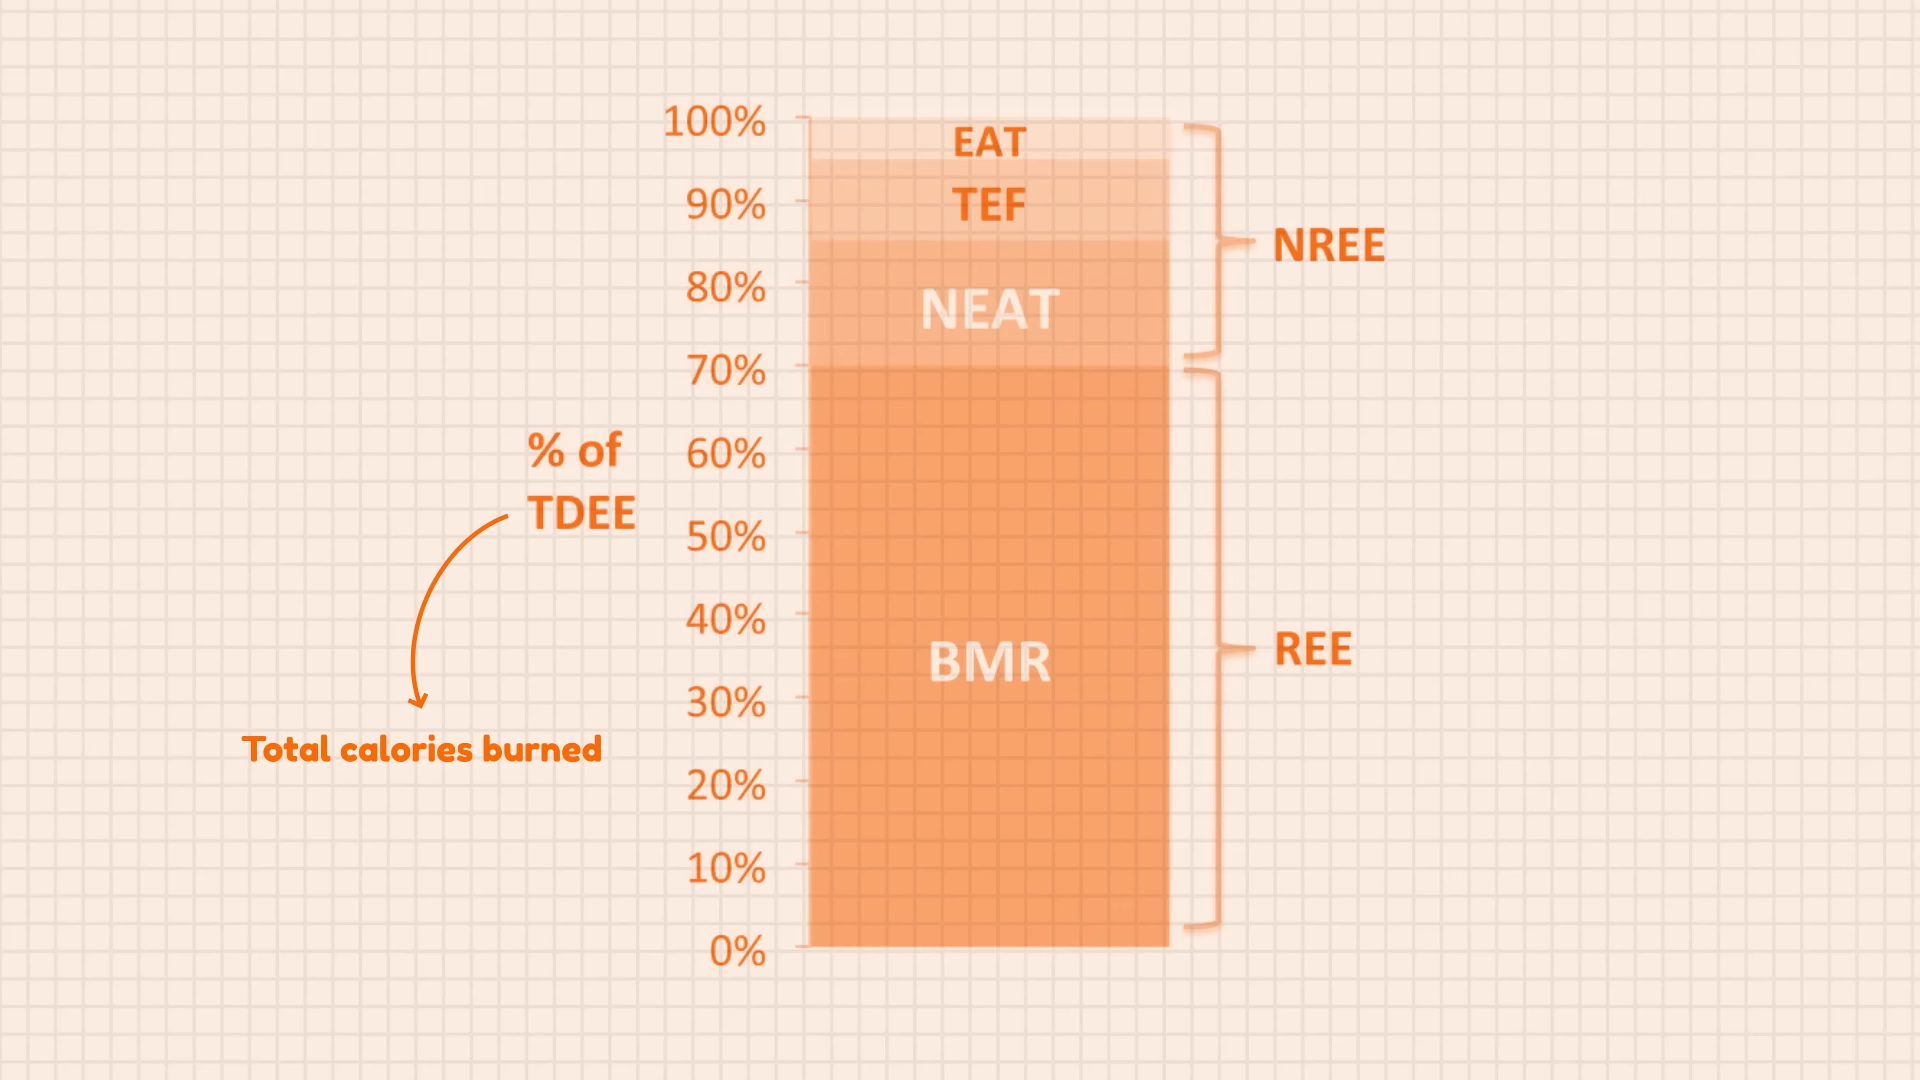 100%
EAT
90%
TEF
NREE
80%
NEAT
70%
% of
TDEE
60%
50%
40%
BMR
REE
30%
Total calories burned
20%
10%
0%